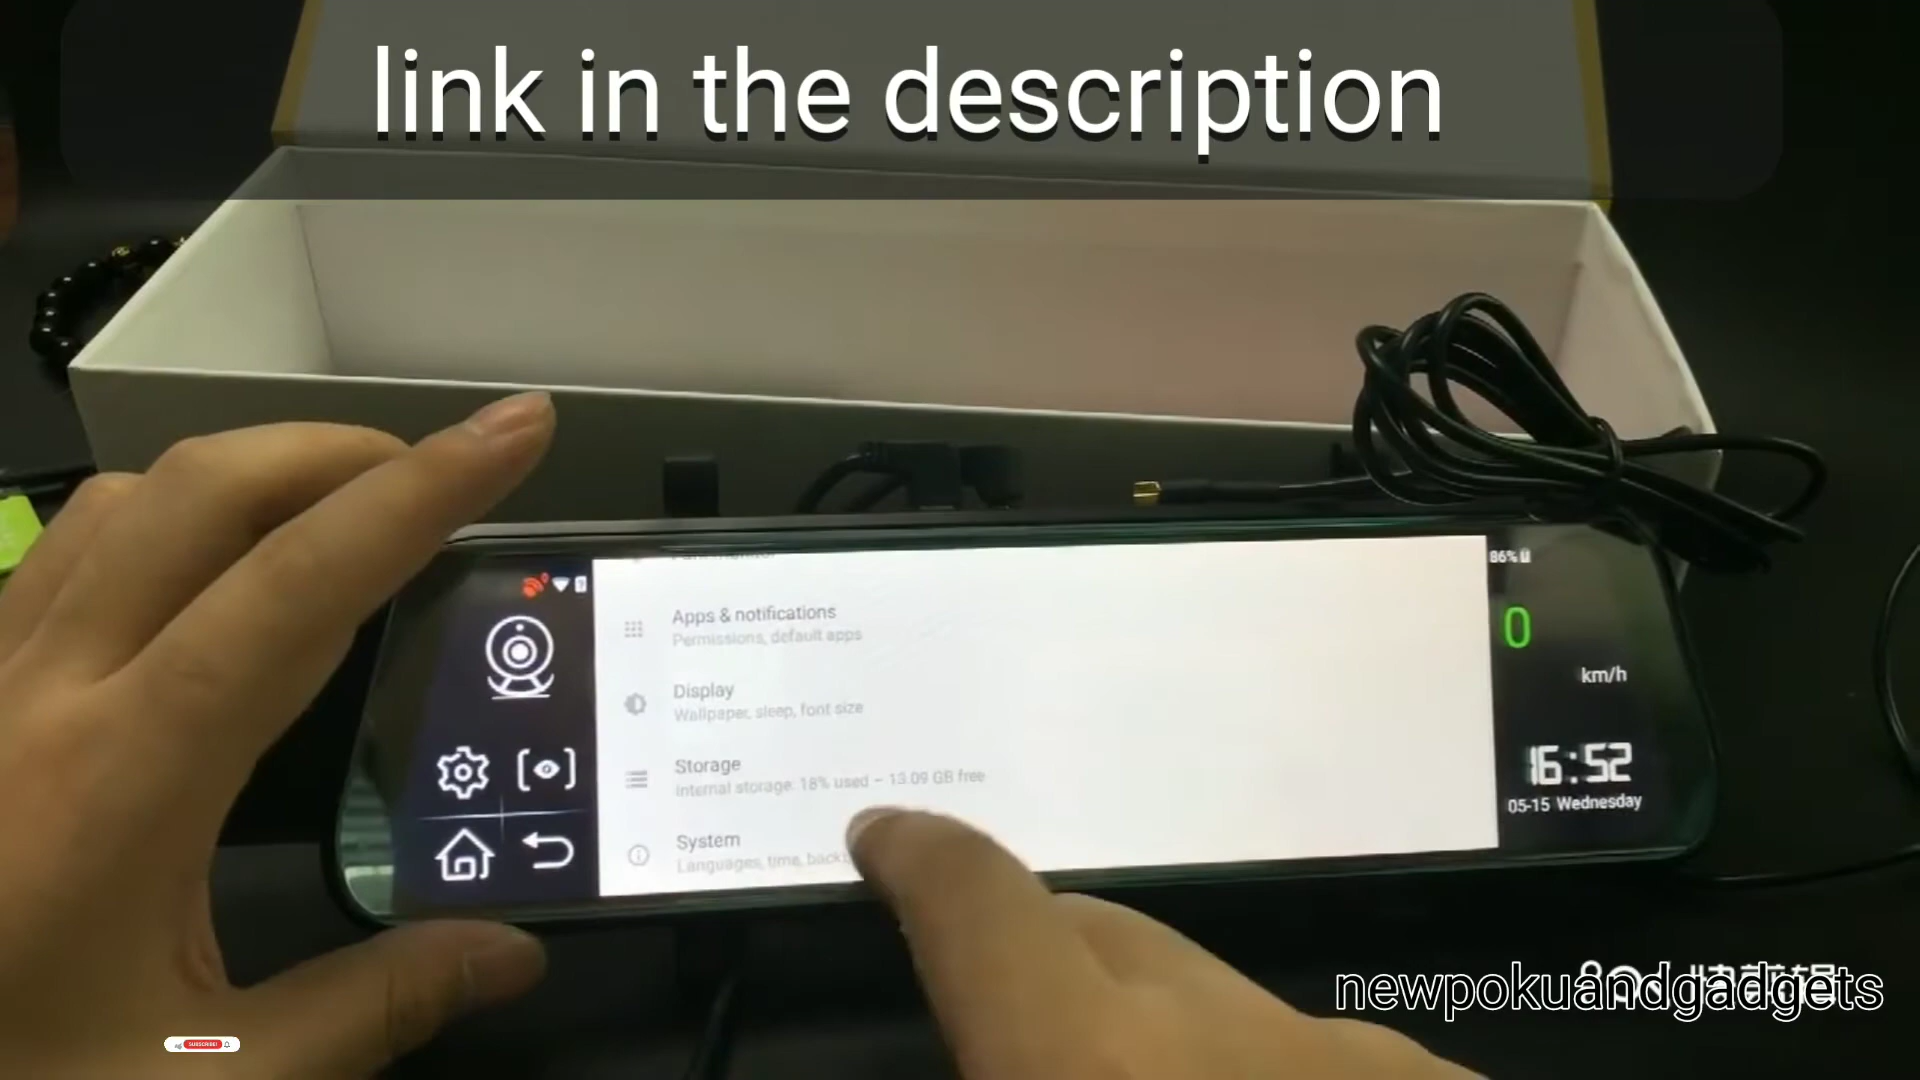 link in the description
86%
Apps & notifications
Permissions, default apps
0
km/h
Display
Wallpaper, sleep, font size
Storage
Internal storage: 18% used – 13.09 GB free
16:52
05-15 Wednesday
System
Languages, time,
newpokuandgadgets
SUBSCRIBE!